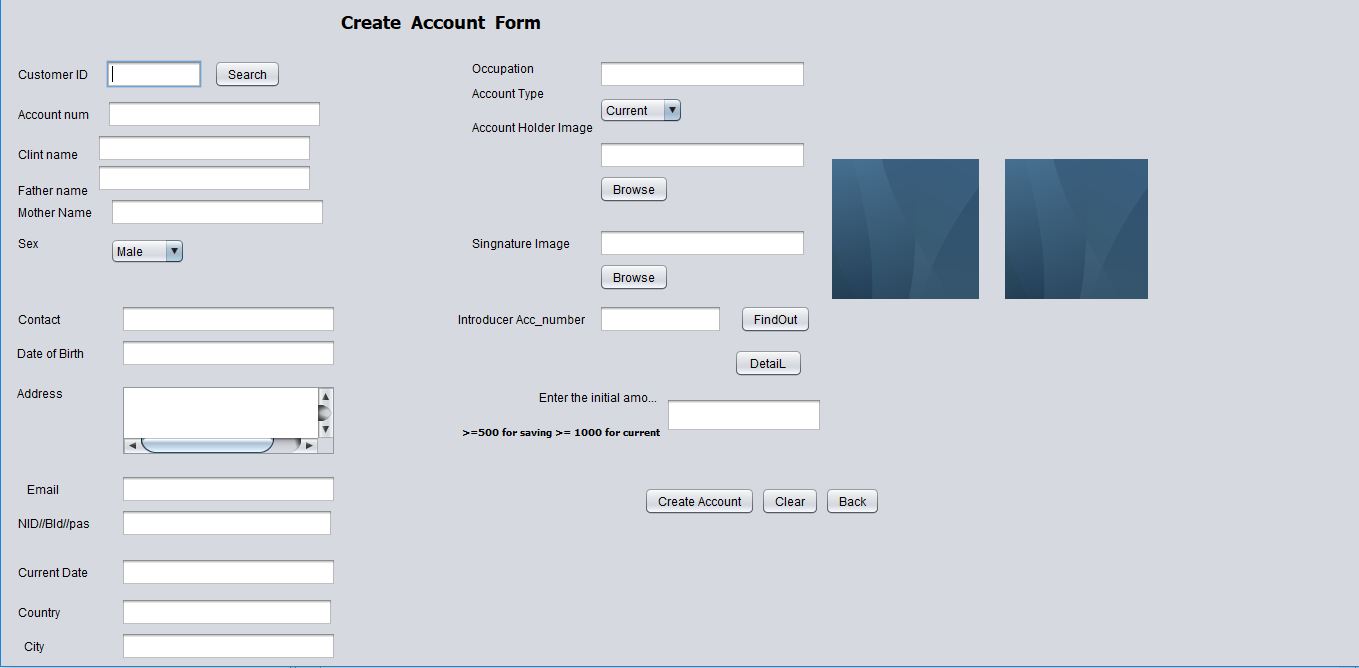 Create Account Form
Customer ID
Search
Account num
Clint name
Father name
Mother Name
Sex
Male
Contact
Date of Birth
Address
Email
NID//BId//pas
Current Date
Country
City
Occupation
Account Type
Current
Account Holder Image
Browse
Singnature Image
Browse
Introducer Acc_number
FindOut
DetaiL
Enter the initial amo...
>=500 for saving >= 1000 for current
Create Account
Clear
Back